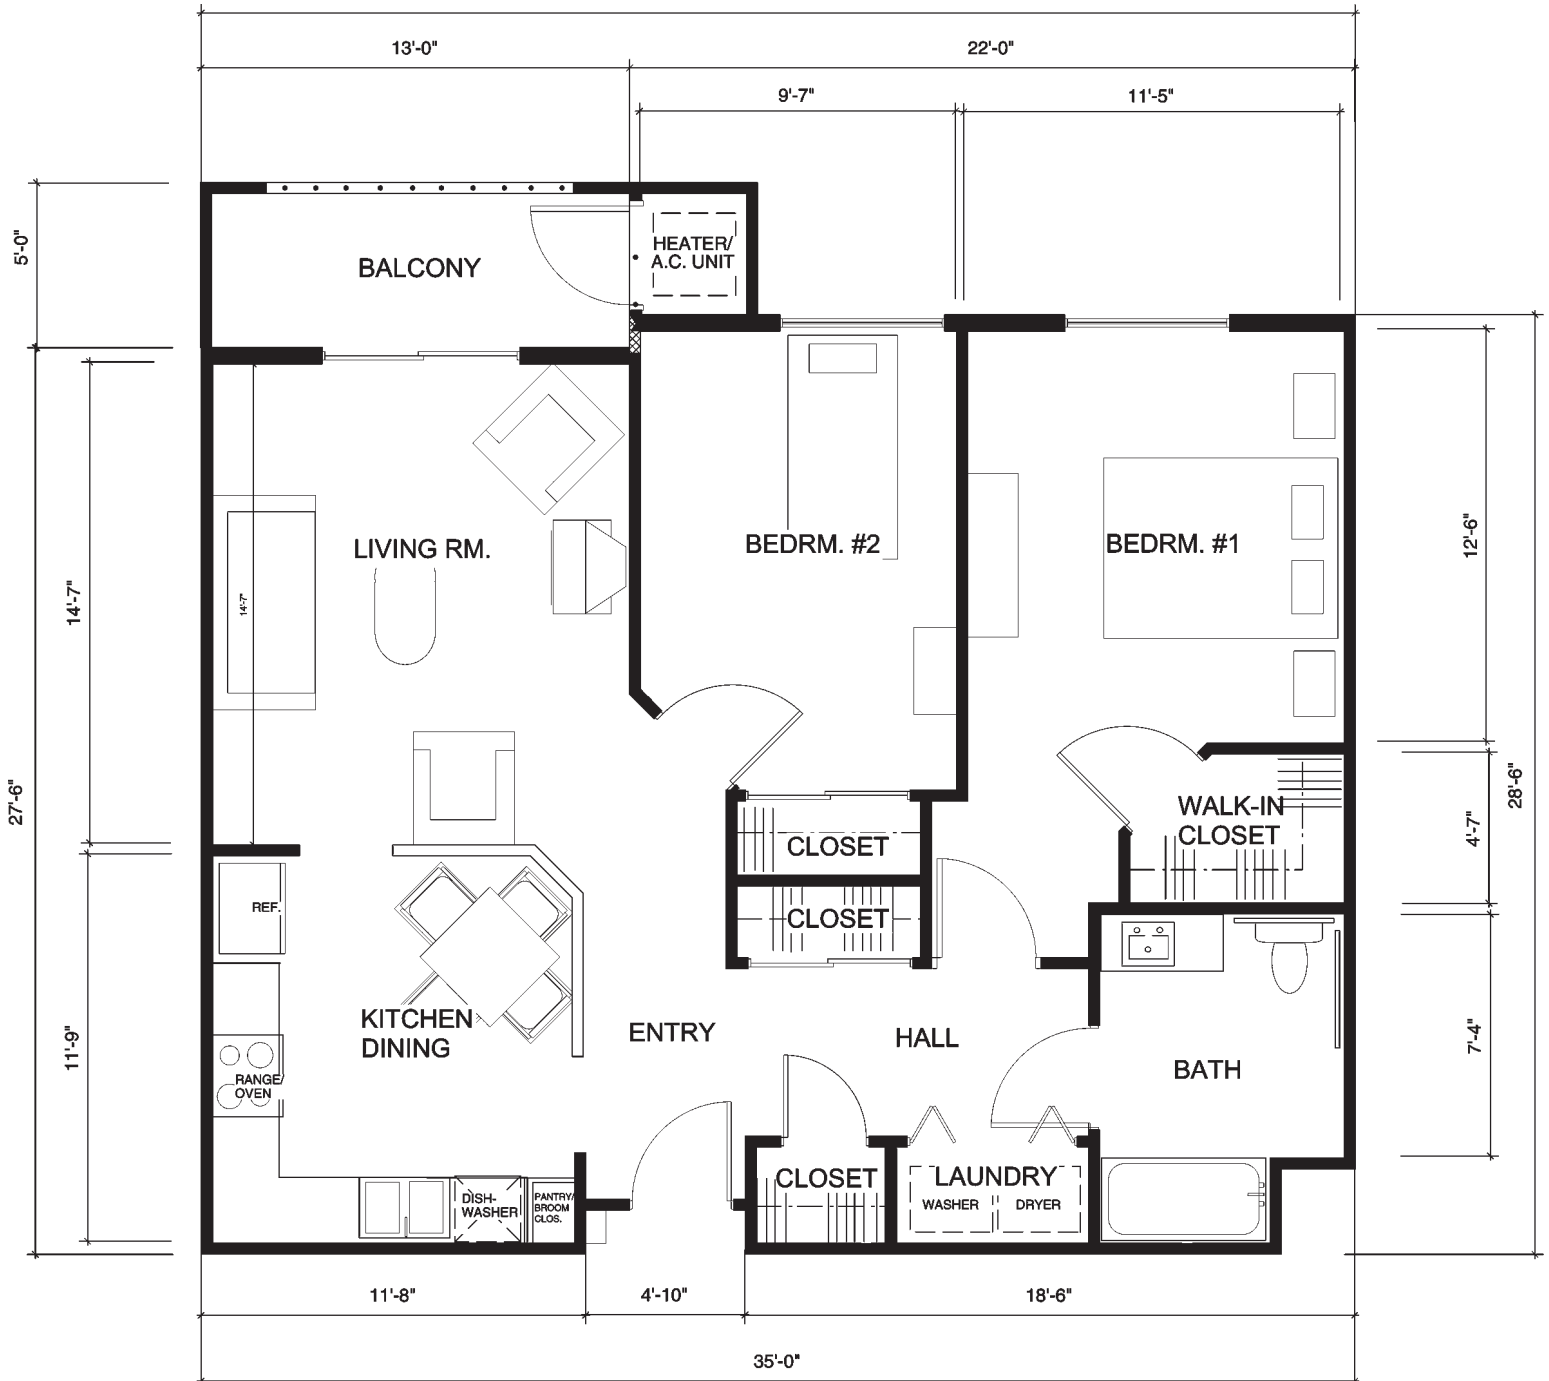 13'-0"
22'-0"
9'-7"
11'-5"
5'-0"
HEATER/
A.C. UNIT
BALCONY
12'-6"
LIVING RM.
BEDRM. #2
BEDRM. #1
14'-7"
14'-7"
27'-6"
28'-6"
WALK-IN
CLOSET
4'-7"
CLOSET
REF.
CLOSET
11'-9"
KITCHEN
DINING
ENTRY
HALL
7'-4"
BATH
RANGE/
OVEN
CLOSET
LAUNDRY
DISH-
WASHER
PANTRY/
BROOM
CLOS.
WASHER
DRYER
11'-8"
4'-10"
18'-6"
35'-0"